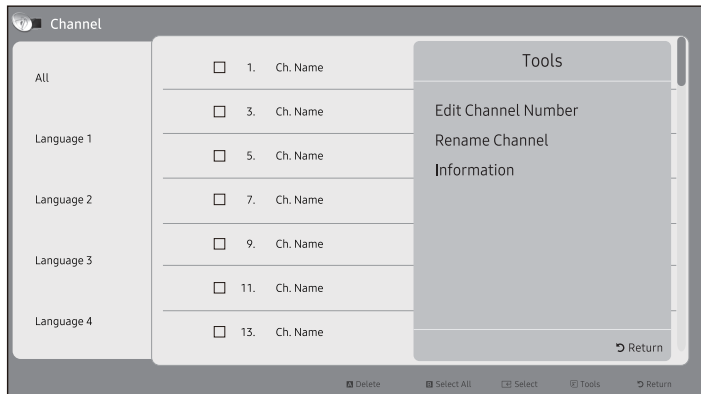 Channel
All
Language 1
Language 2
Language 3
Language 4
1. Ch. Name
3. Ch. Name
5. Ch. Name
7. Ch. Name
9. Ch. Name
11. Ch. Name
13. Ch. Name
Tools
Edit Channel Number
Rename Channel
Information
Return
A Delete
B Select All
Select
Tools
Return